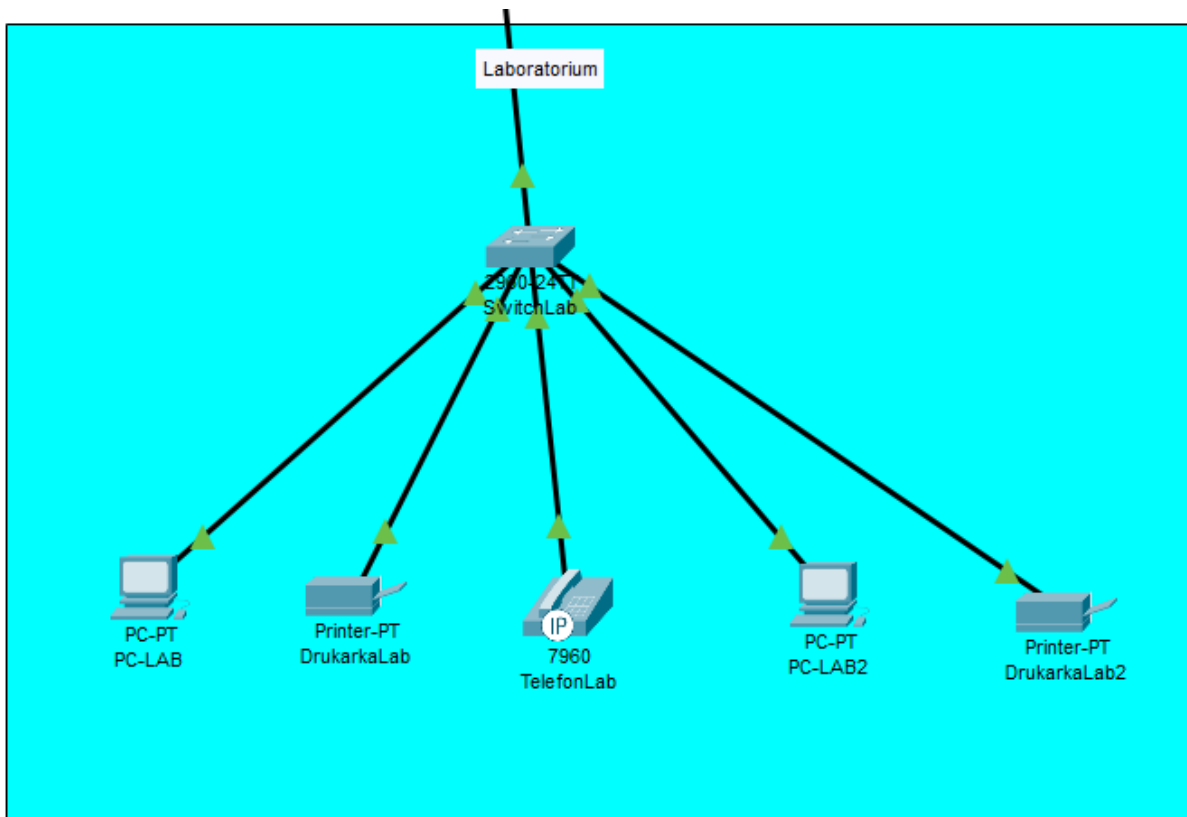 Laboratorium
SwitchLab
PC-PT
PC-LAB
Printer-PT
DrukarkaLab
IP
7960
TelefonLab
PC-PT
PC-LAB2
Printer-PT
DrukarkaLab2